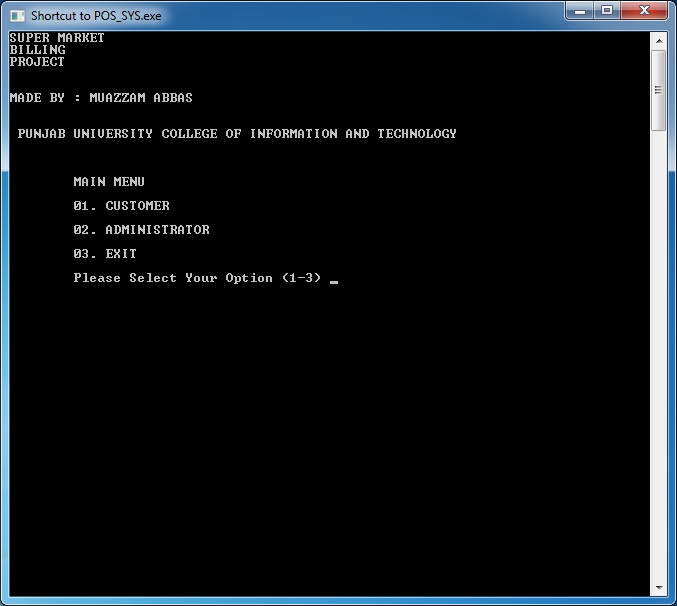 Shortcut to POS_SYS.exe
SUPER MARKET
BILLING
PROJECT
MADE BY : MUAZZAM ABBAS
PUNJAB UNIVERSITY COLLEGE OF INFORMATION AND TECHNOLOGY
MAIN MENU
01. CUSTOMER
02. ADMINISTRATOR
03. EXIT
Please Select Your Option (1-3) _